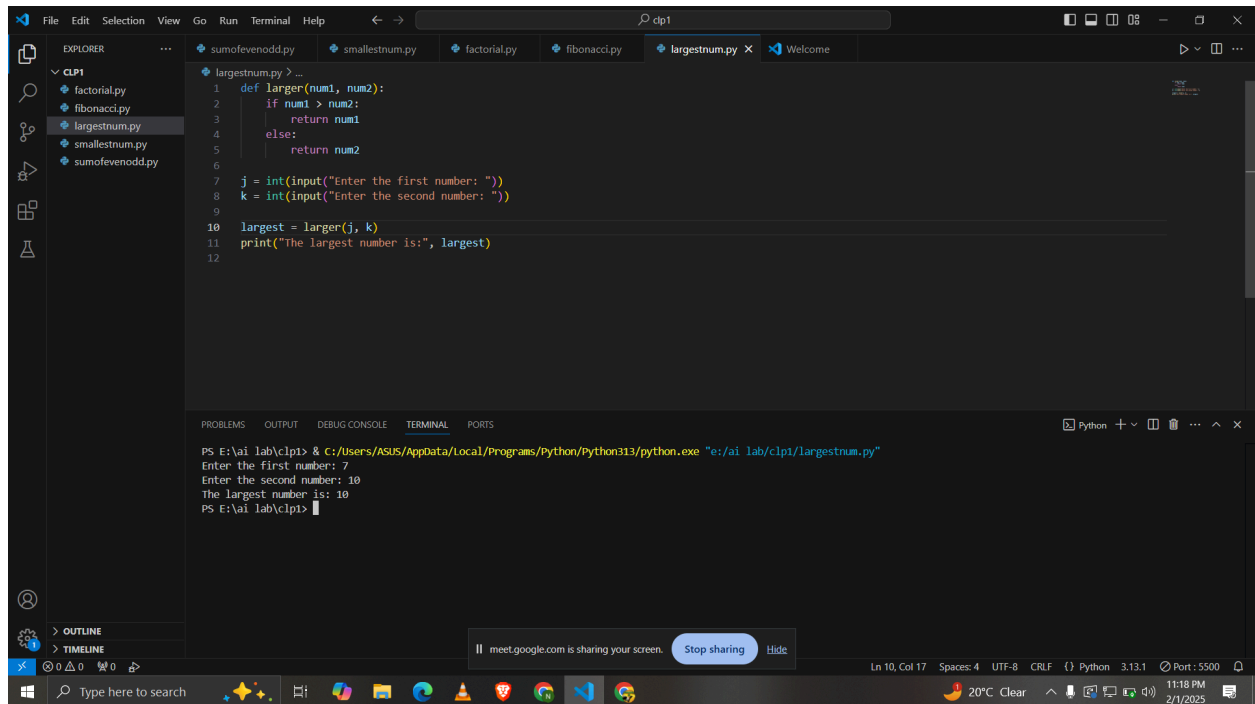 File Edit Selection View Go Run Terminal Help
clp1
EXPLORER
sumofevenodd.py
smallestnum.py
factorial.py
fibonacci.py
largestnum.py
Welcome
CLP1
factorial.py
fibonacci.py
largestnum.py
smallestnum.py
sumofevenodd.py
OUTLINE
TIMELINE
largestnum.py > ...
1 def larger(num1, num2):
2 if num1 > num2:
3 return num1
4 else:
5 return num2
6
7 j = int(input("Enter the first number: "))
8 k = int(input("Enter the second number: "))
9
10 largest = larger(j, k)
11 print("The largest number is:", largest)
12
PROBLEMS OUTPUT DEBUG CONSOLE TERMINAL PORTS
Python
PS E:\ai lab\clp1> & C:/Users/ASUS/AppData/Local/Programs/Python/Python313/python.exe "e:/ai lab/clp1/largestnum.py"
Enter the first number: 7
Enter the second number: 10
The largest number is: 10
PS E:\ai lab\clp1>
meet.google.com is sharing your screen. Stop sharing Hide
0 0 0 Ln 10, Col 17 Spaces: 4 UTF-8 CRLF {} Python 3.13.1 Port : 5500
Type here to search
20°C Clear
11:18 PM
2/1/2025